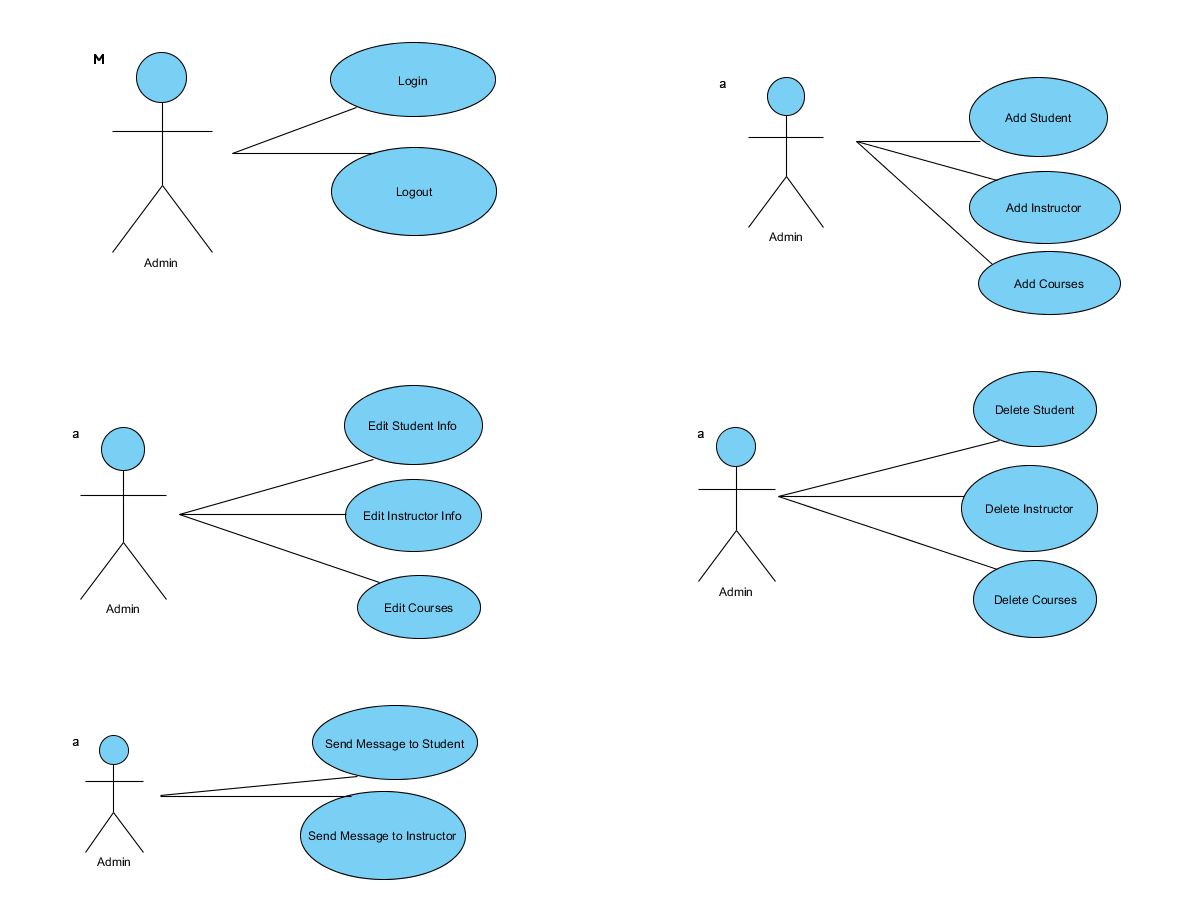 M
Login
Logout
Admin
a
Add Student
Add Instructor
Add Courses
Admin
a
Edit Student Info
Edit Instructor Info
Edit Courses
Admin
a
Delete Student
Delete Instructor
Delete Courses
Admin
a
Send Message to Student
Send Message to Instructor
Admin